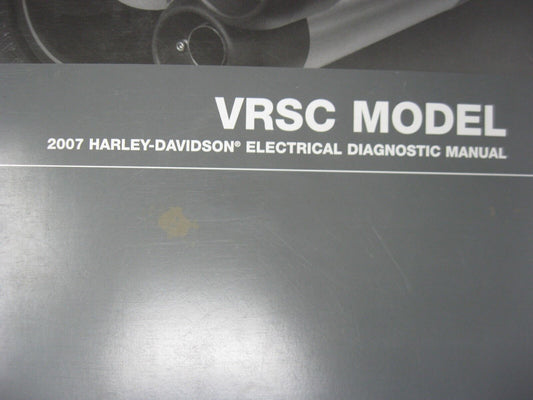 VRSC MODEL
2007 HARLEY-DAVIDSON® ELECTRICAL DIAGNOSTIC MANUAL